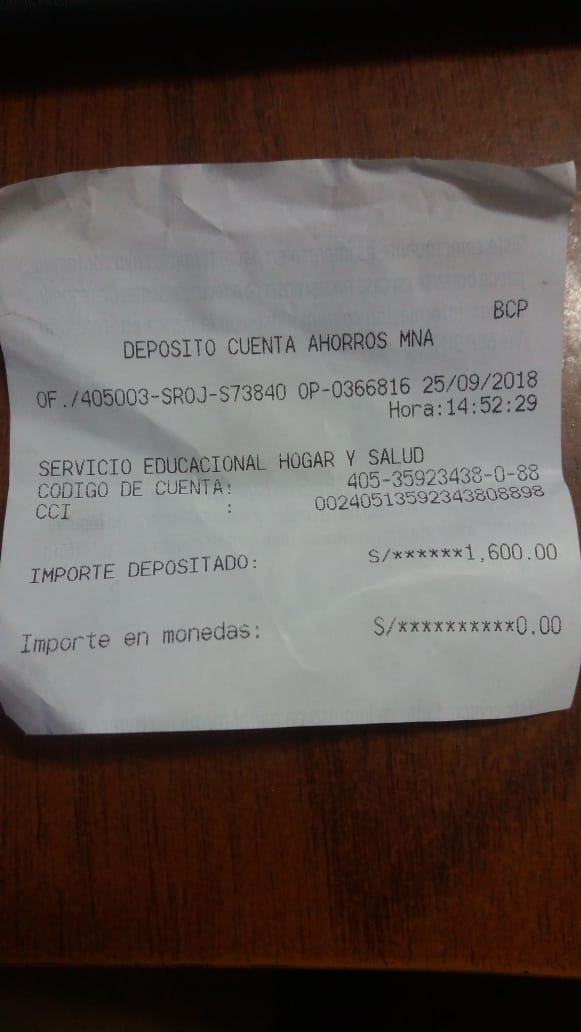 BCP
DEPOSITO CUENTA AHORROS MNA
OF./405003-SROJ-S73840 OP-0366816 25/09/2018
Hora:14:52:29
SERVICIO EDUCACIONAL HOGAR Y SALUD
CODIGO DE CUENTA: 405-35923438-0-88
CCI : 00240513592343808898
IMPORTE DEPOSITADO: S/******1,600.00
Importe en monedas: S/**********0.00